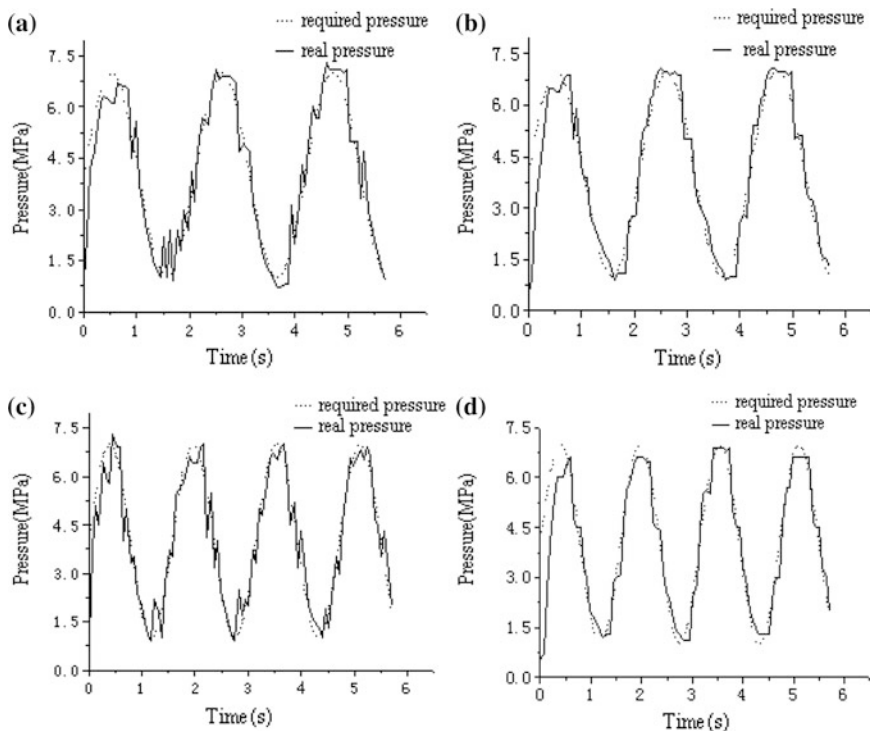 (a)
required pressure
real pressure
Pressure(MPa)
7.5
6.0
4.5
3.0
1.5
0.0
0 1 2 3 4 5 6
Time(s)
(b)
required pressure
real pressure
Pressure(MPa)
7.5
6.0
4.5
3.0
1.5
0.0
0 1 2 3 4 5 6
Time(s)
(c)
required pressure
real pressure
Pressure(MPa)
7.5
6.0
4.5
3.0
1.5
0.0
0 1 2 3 4 5 6
Time(s)
(d)
required pressure
real pressure
Pressure(MPa)
7.5
6.0
4.5
3.0
1.5
0.0
0 1 2 3 4 5 6
Time(s)